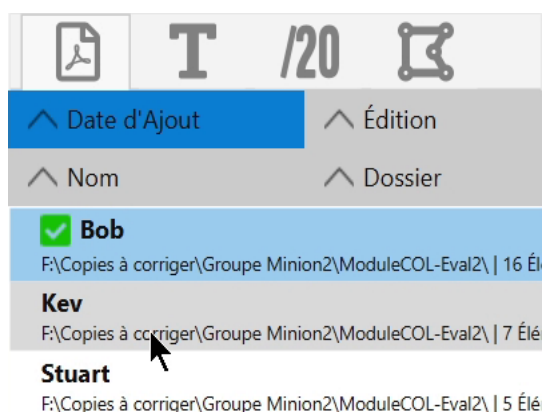 T /20
Date d'Ajout Édition
Nom Dossier
Bob
F:\Copies à corriger\Groupe Minion2\ModuleCOL-Eval2\ | 16 Él
Kev
F:\Copies à corriger\Groupe Minion2\ModuleCOL-Eval2\ | 7 Élé
Stuart
F:\Copies à corriger\Groupe Minion2\ModuleCOL-Eval2\ | 5 Élé